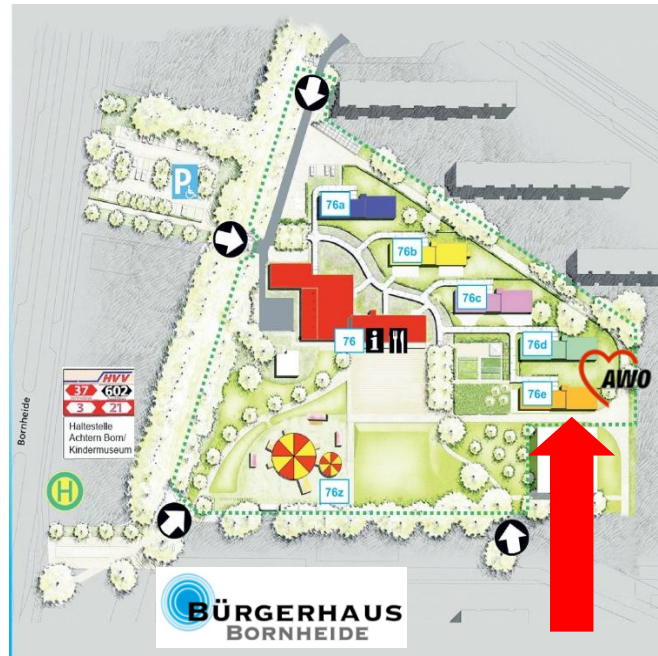 P
76a
76b
76c
76
i
76d
AWO
76e
HVV
37 602
3 21
Haltestelle
Achtern Born/
Kindermuseum
Bornheide
H
76z
BÜRGERHAUS
BORNHEIDE